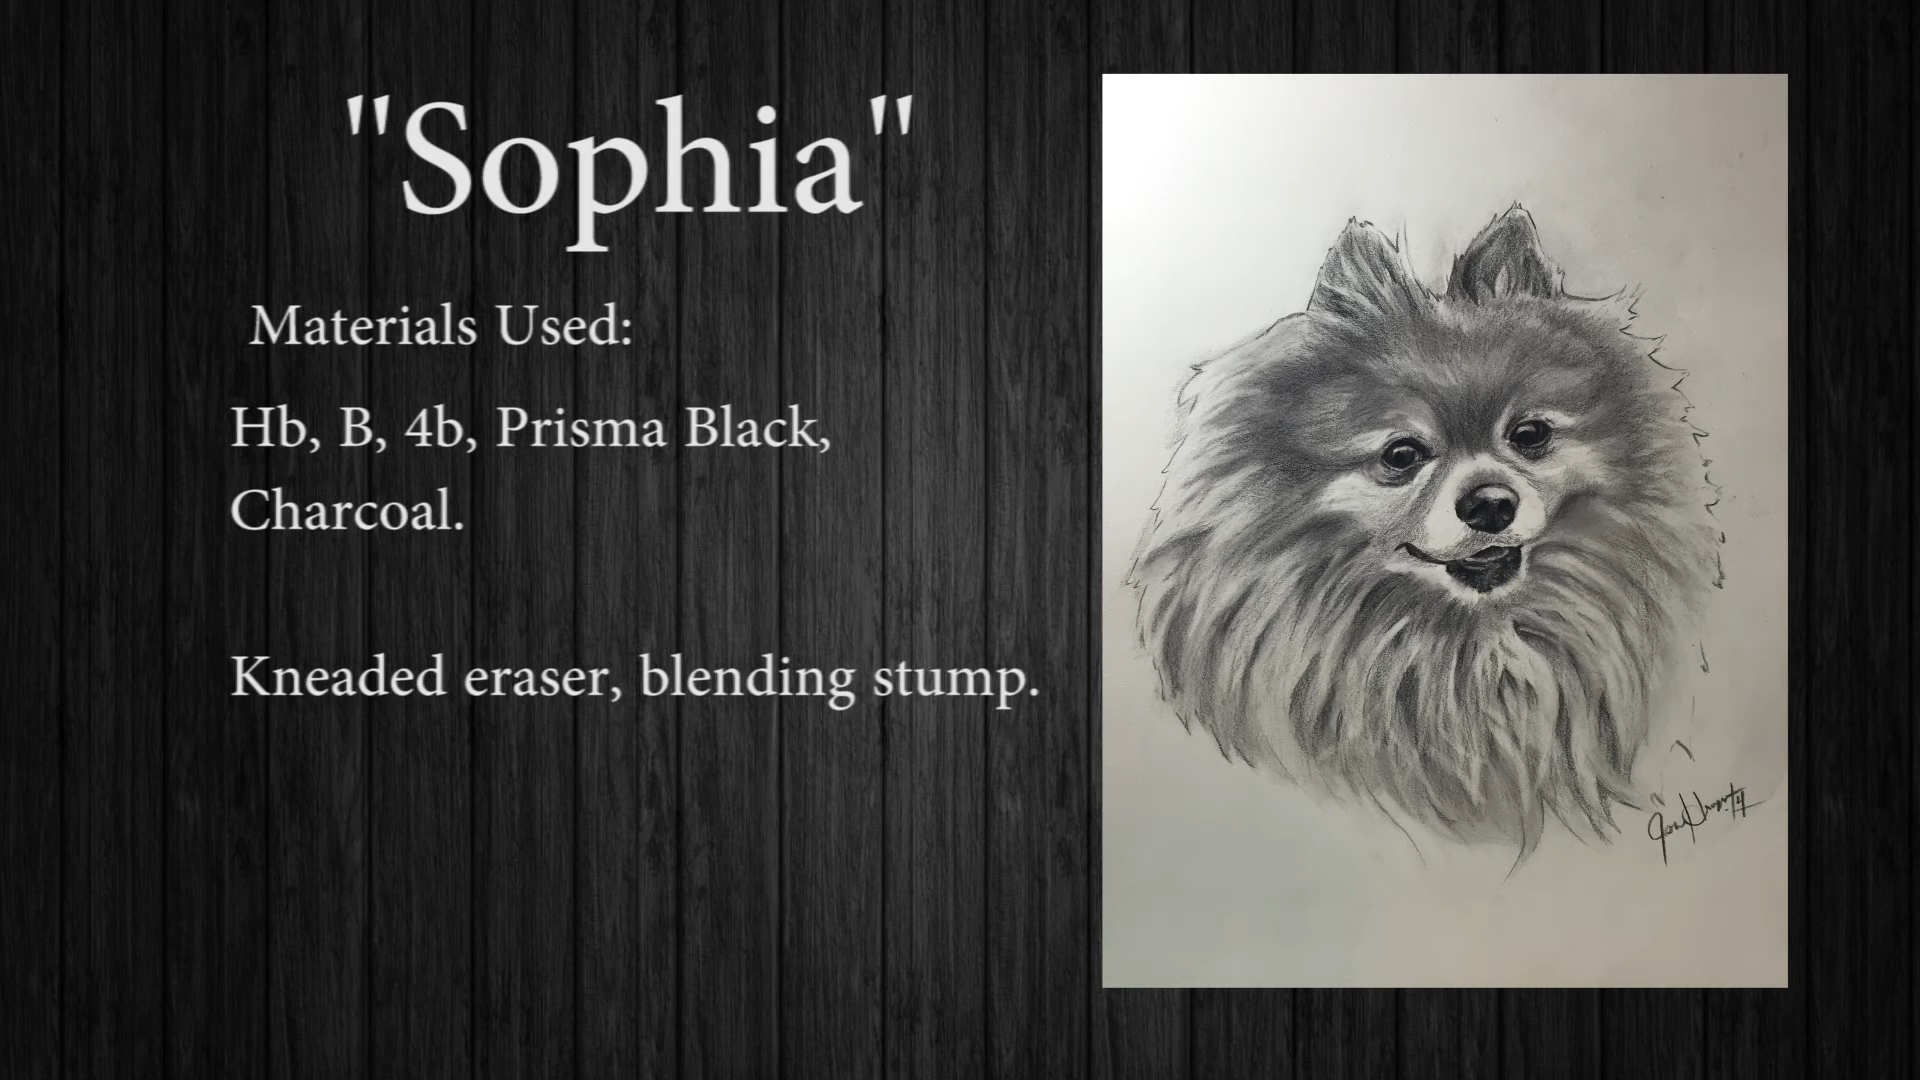 "Sophia"
Materials Used:
Hb, B, 4b, Prisma Black,
Charcoal.
Kneaded eraser, blending stump.